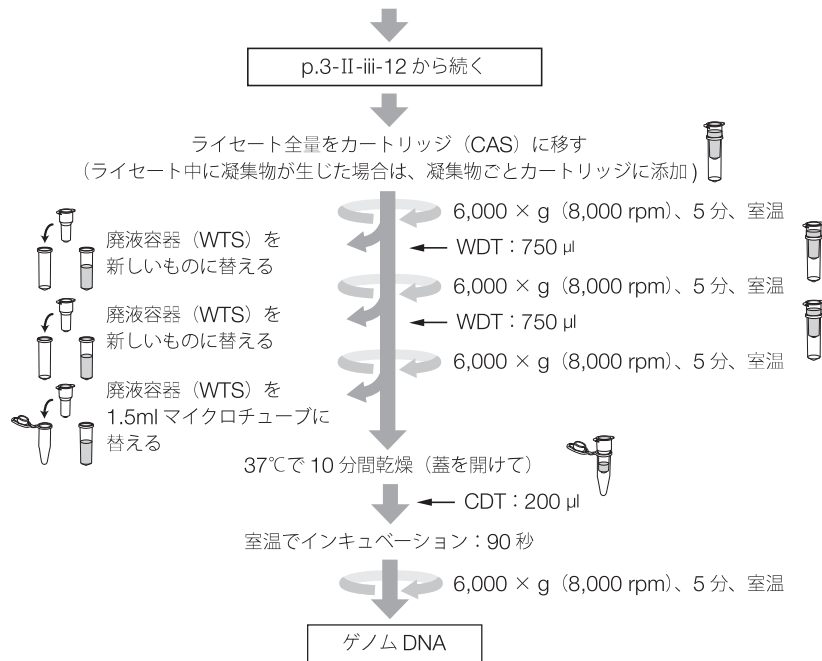 p.3-II-iii-12 から続く
ライセート全量をカートリッジ（CAS）に移す
（ライセート中に凝集物が生じた場合は、凝集物ごとカートリッジに添加)
6,000 × g（8,000 rpm）、5 分、室温
廃液容器（WTS）を
新しいものに替える
WDT：750 μl
6,000 × g（8,000 rpm）、5 分、室温
廃液容器（WTS）を
新しいものに替える
WDT：750 μl
6,000 × g（8,000 rpm）、5 分、室温
廃液容器（WTS）を
1.5ml マイクロチューブに
替える
37℃で 10 分間乾燥（蓋を開けて）
CDT：200 μl
室温でインキュベーション：90 秒
6,000 × g（8,000 rpm）、5 分、室温
ゲノム DNA